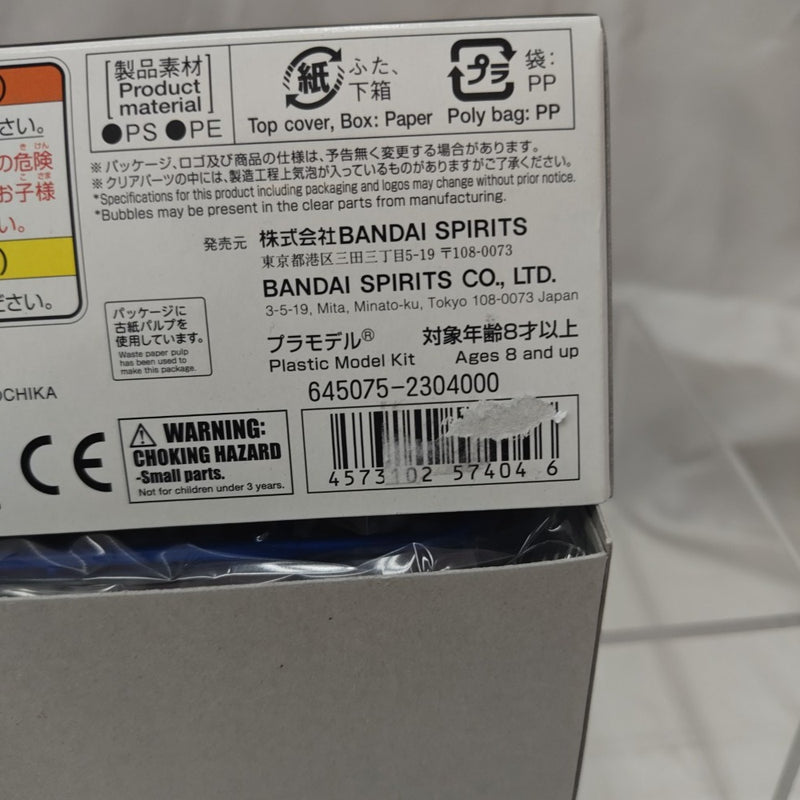 [製品素材]
Product
material
●PS ●PE
紙
ふた、
下箱
Top cover, Box: Paper
プラ
袋:
PP
Poly bag: PP
※パッケージ、ロゴ及び商品の仕様は、予告無く変更する場合があります。
※クリアパーツの中には、製造工程上気泡が入っているものがありますがご了承ください。
*Specifications for this product including packaging and logos may change without prior notice.
*Bubbles may be present in the clear parts from manufacturing.
さい。
の危険
きけん
お子様
こさま
い。
ださい。
発売元 株式会社BANDAI SPIRITS
東京都港区三田三丁目5-19 〒108-0073
BANDAI SPIRITS CO., LTD.
3-5-19, Mita, Minato-ku, Tokyo 108-0073 Japan
パッケージに
古紙パルプを
使用しています。
Waste paper pulp
has been used to
make this package.
プラモデル® 対象年齢8才以上
Plastic Model Kit Ages 8 and up
645075-2304000
OCHIKA
CE
WARNING:
CHOKING HAZARD
-Small parts.
Not for children under 3 years.
4573102 57404 6